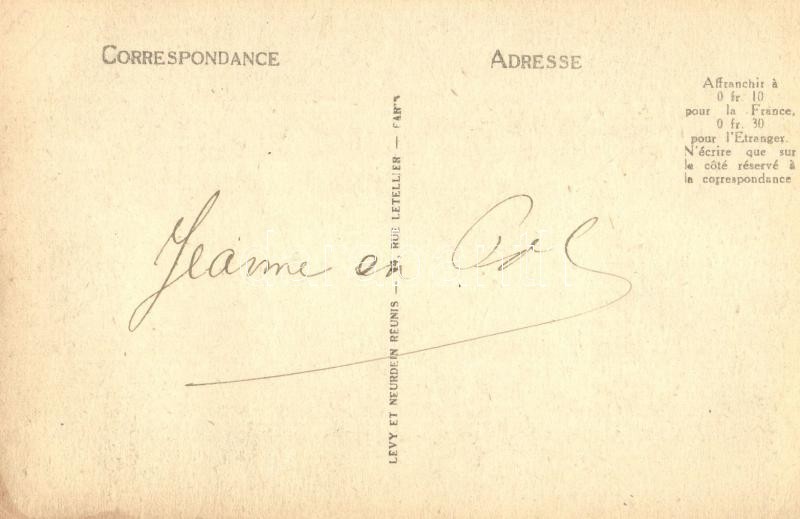 CORRESPONDANCE
ADRESSE
Affranchir à
0 fr. 10
pour la France,
0 fr. 30
pour l'Etranger.
N'écrire que sur
le côté réservé à
la correspondance
LEVY ET NEURDEIN REUNIS — 44, RUE LETELLIER — PARIS
Jeanne